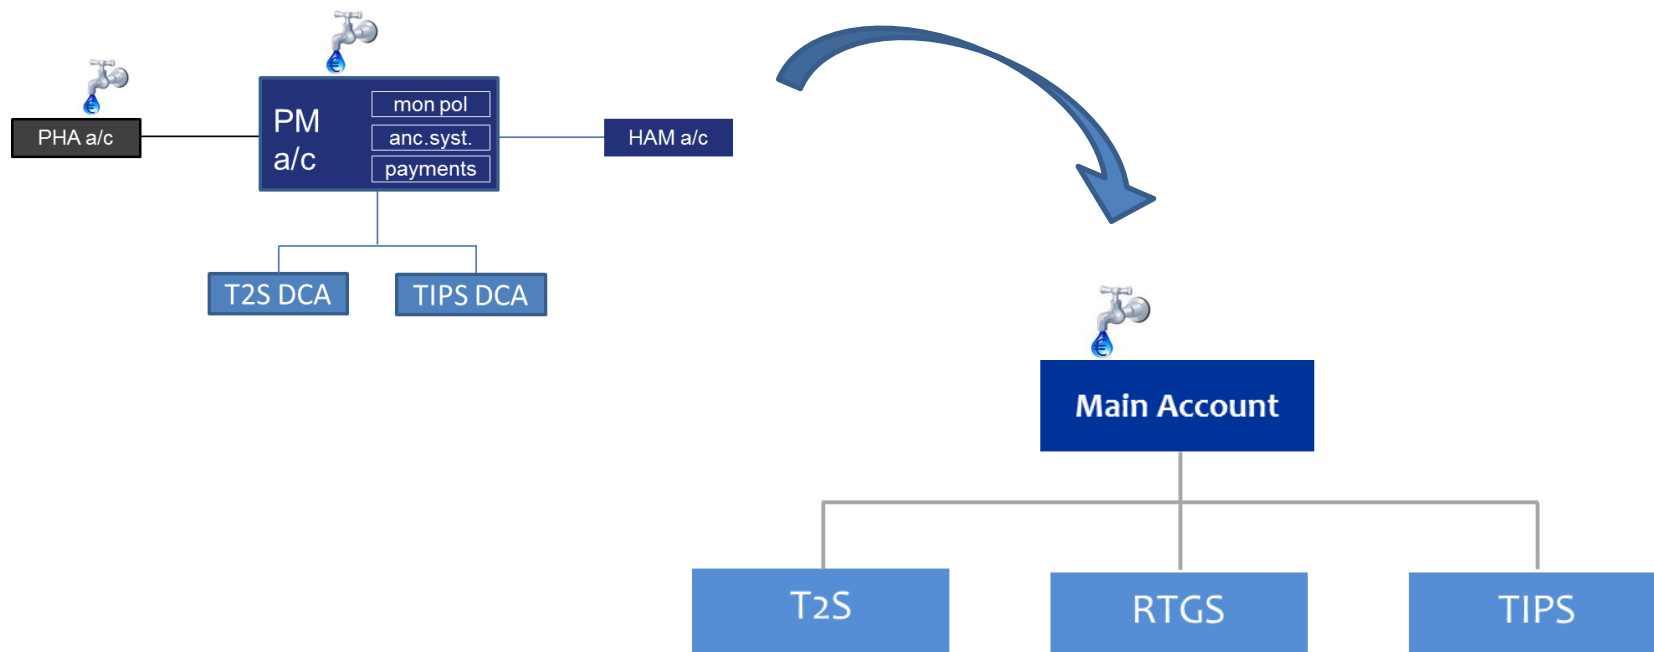 €
€
PHA a/c
PM
a/c
mon pol
anc.syst.
payments
HAM a/c
T2S DCA
TIPS DCA
€
Main Account
T2S
RTGS
TIPS